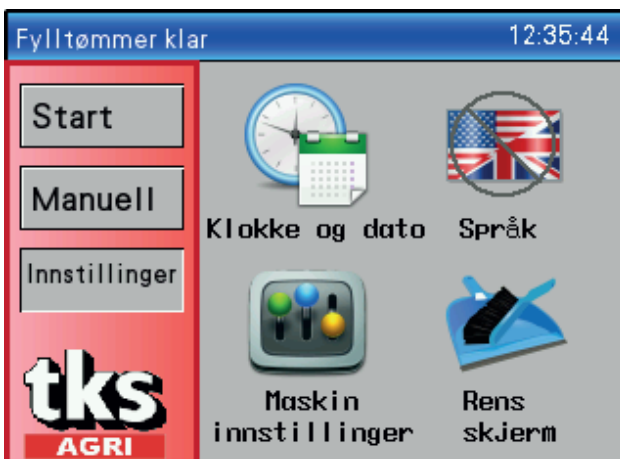 Fylltømmer klar
12:35:44
Start
Manuell
Innstillinger
tks
AGRI
Klokke og dato
Språk
Maskin
innstillinger
Rens
skjerm